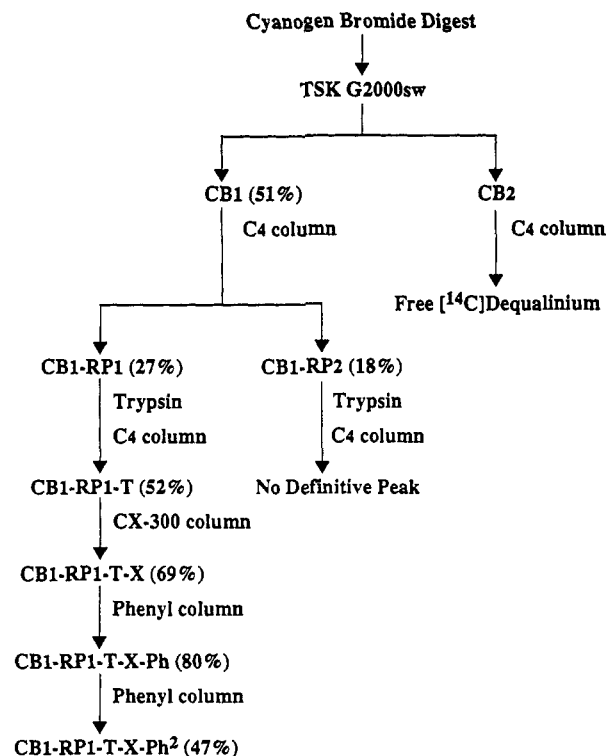 Cyanogen Bromide Digest
TSK G2000sw
CB1 (51%)
CB2
C4 column
C4 column
Free [¹⁴C]Dequalinium
CB1-RP1 (27%)
CB1-RP2 (18%)
Trypsin
Trypsin
C4 column
C4 column
CB1-RP1-T (52%)
No Definitive Peak
CX-300 column
CB1-RP1-T-X (69%)
Phenyl column
CB1-RP1-T-X-Ph (80%)
Phenyl column
CB1-RP1-T-X-Ph² (47%)